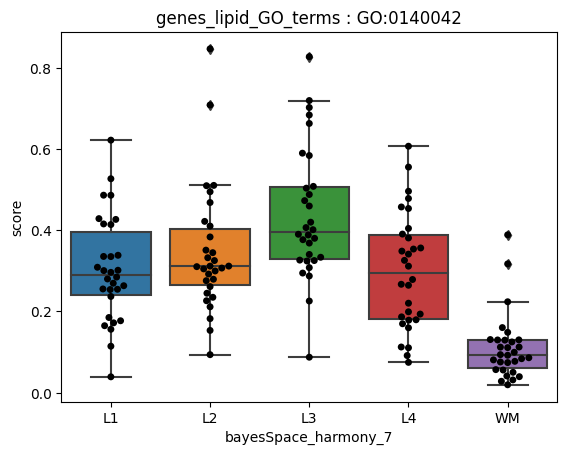 genes_lipid_GO_terms : GO:0140042
score
0.8
0.6
0.4
0.2
0.0
L1 L2 L3 L4 WM
bayesSpace_harmony_7